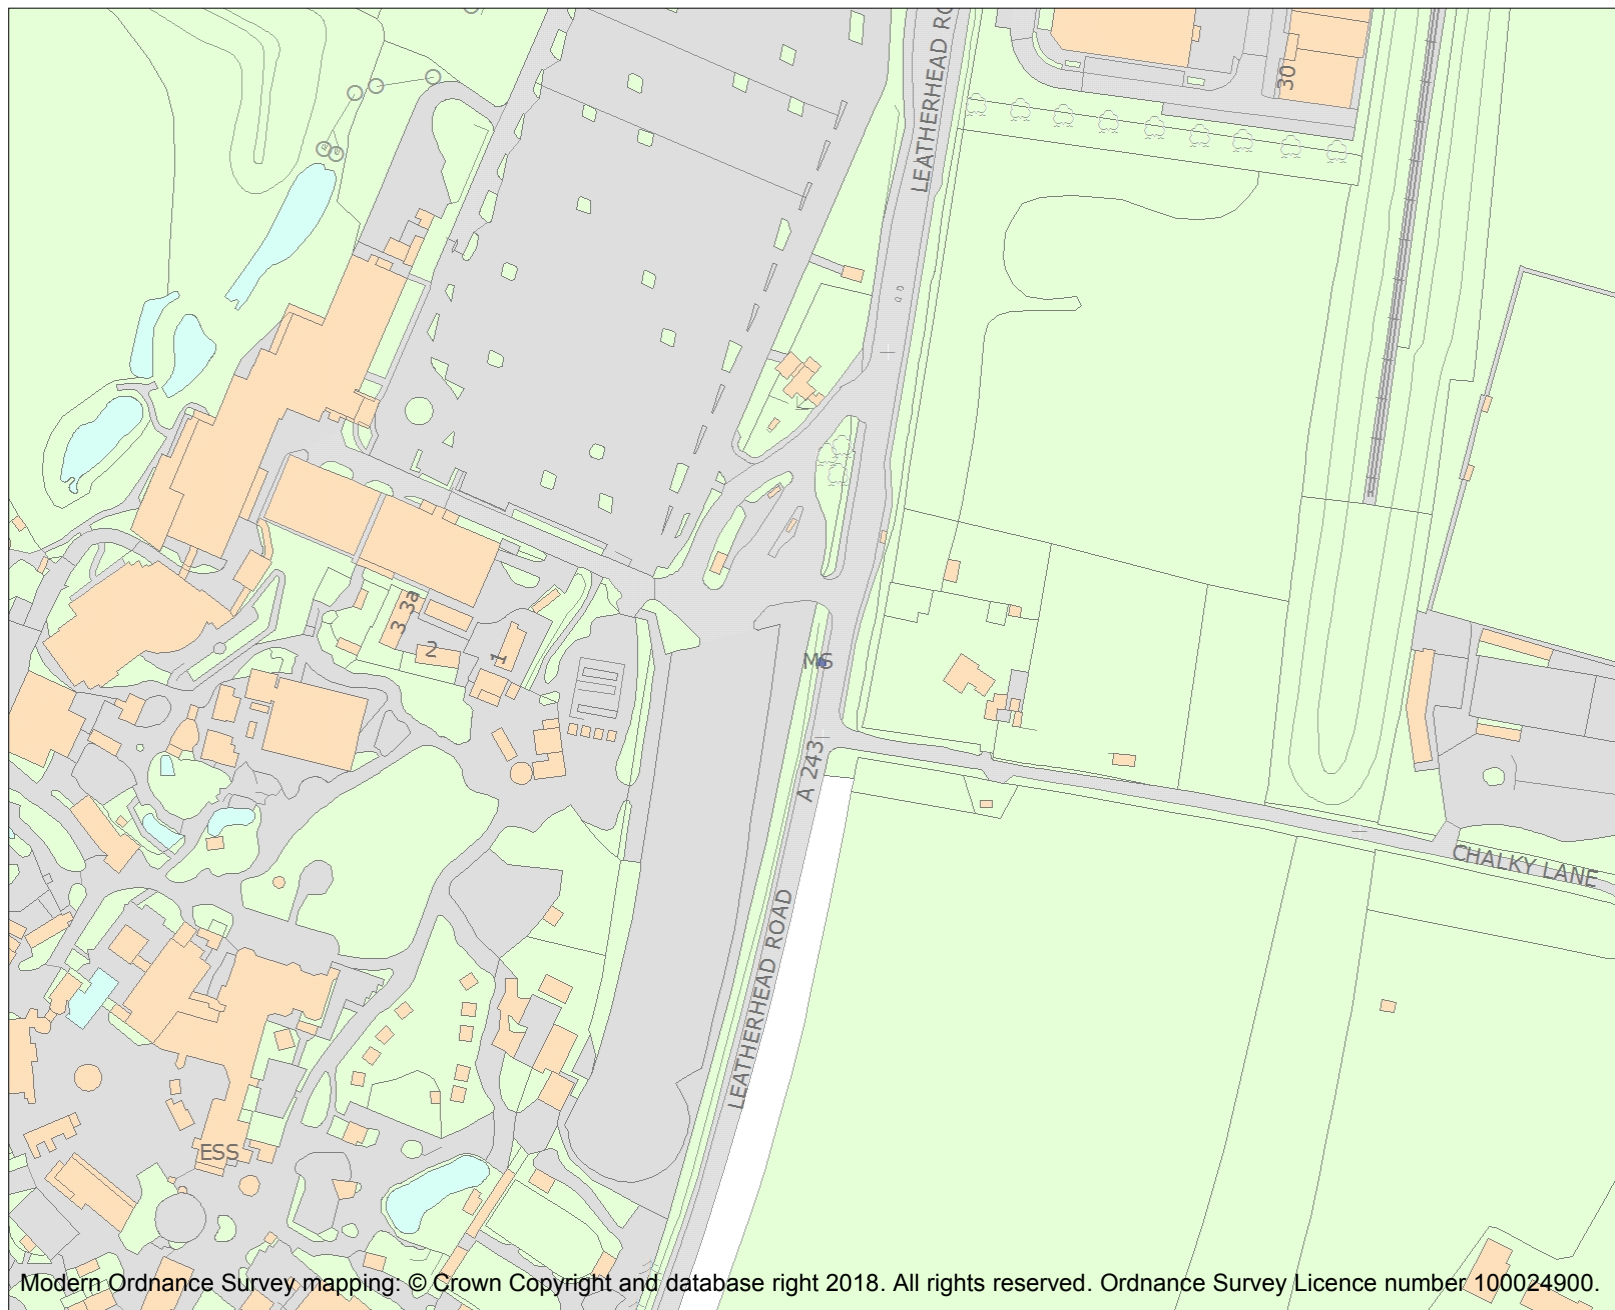 LEATHERHEAD RO
30
3
3a
2
1
MS
A 243
CHALKY LANE
LEATHERHEAD ROAD
ESS
Modern Ordnance Survey mapping: © Crown Copyright and database right 2018. All rights reserved. Ordnance Survey Licence number 100024900.